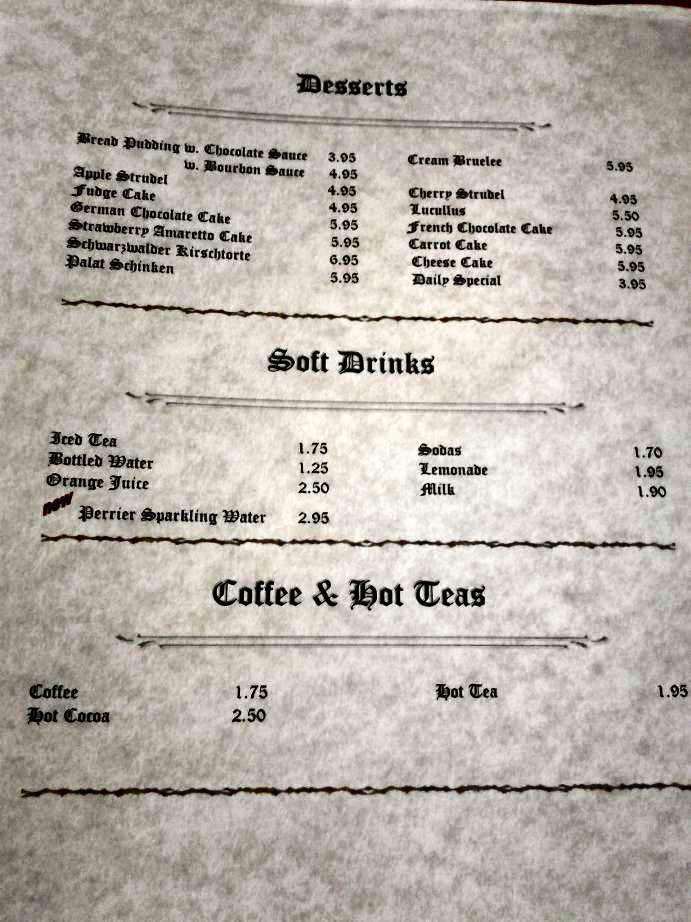 Desserts
Bread Pudding w. Chocolate Sauce 3.95
w. Bourbon Sauce 4.95
Apple Strudel 4.95
Fudge Cake 4.95
German Chocolate Cake 5.95
Strawberry Amaretto Cake 5.95
Schwarzwalder Kirschtorte 6.95
Palat Schinken 5.95
Cream Bruelee 5.95
Cherry Strudel 4.95
Lucullus 5.50
French Chocolate Cake 5.95
Carrot Cake 5.95
Cheese Cake 5.95
Daily Special 3.95
Soft Drinks
Iced Tea 1.75
Bottled Water 1.25
Orange Juice 2.50
new Perrier Sparkling Water 2.95
Sodas 1.70
Lemonade 1.95
Milk 1.90
Coffee & Hot Teas
Coffee 1.75
Hot Cocoa 2.50
Hot Tea 1.95